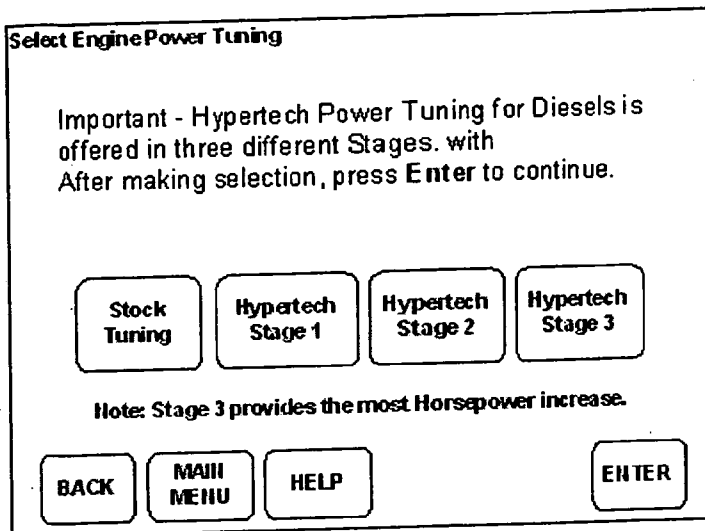 Select Engine Power Tuning
Important - Hypertech Power Tuning for Diesels is
offered in three different Stages. with
After making selection, press Enter to continue.
Stock
Tuning
Hypertech
Stage 1
Hypertech
Stage 2
Hypertech
Stage 3
Note: Stage 3 provides the most Horsepower increase.
BACK
MAIN
MENU
HELP
ENTER